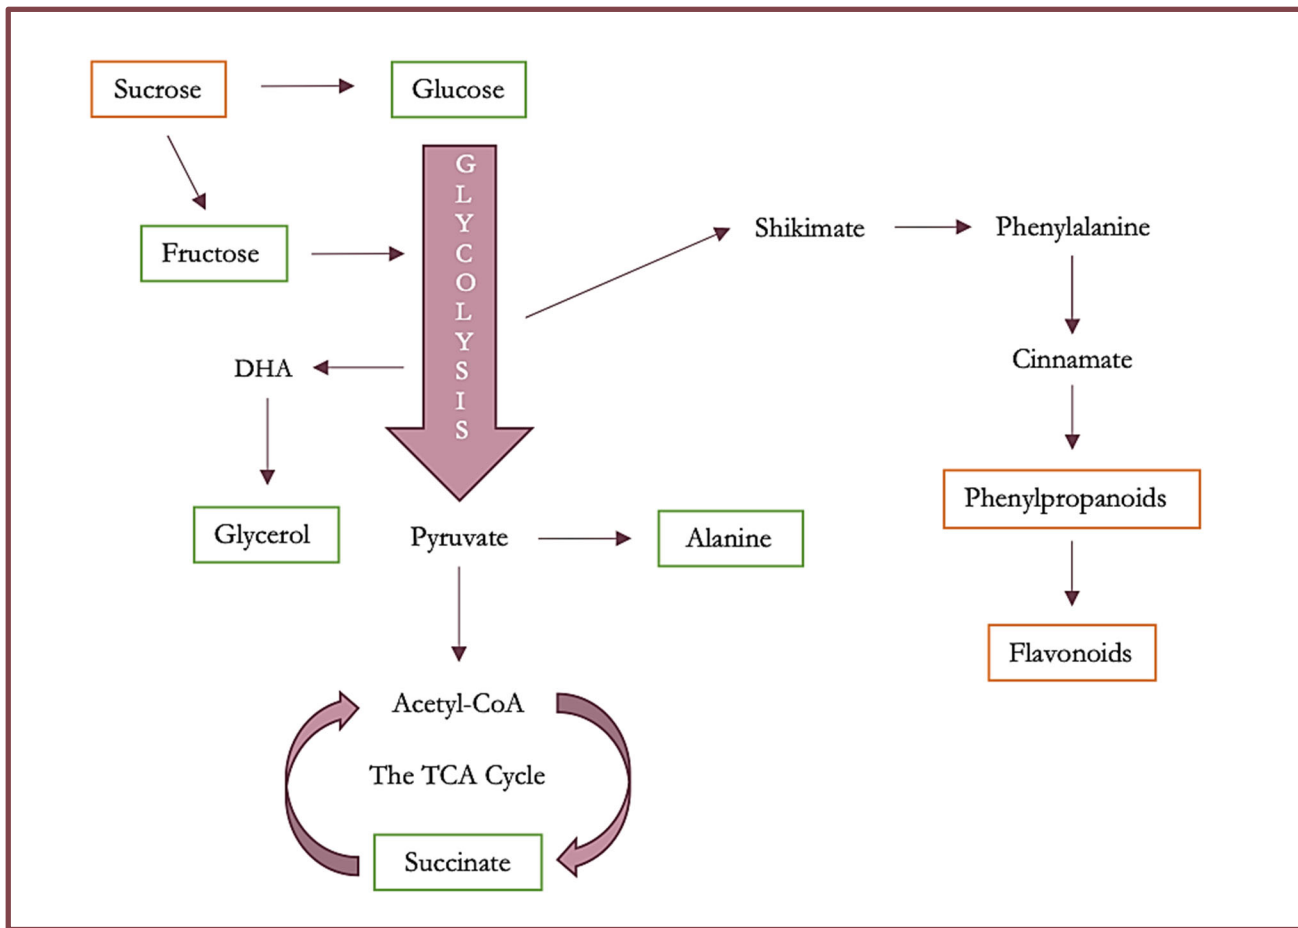 Sucrose
Glucose
GLYCOLYSIS
Fructose
Shikimate
Phenylalanine
DHA
Cinnamate
Glycerol
Pyruvate
Alanine
Phenylpropanoids
Flavonoids
Acetyl-CoA
The TCA Cycle
Succinate